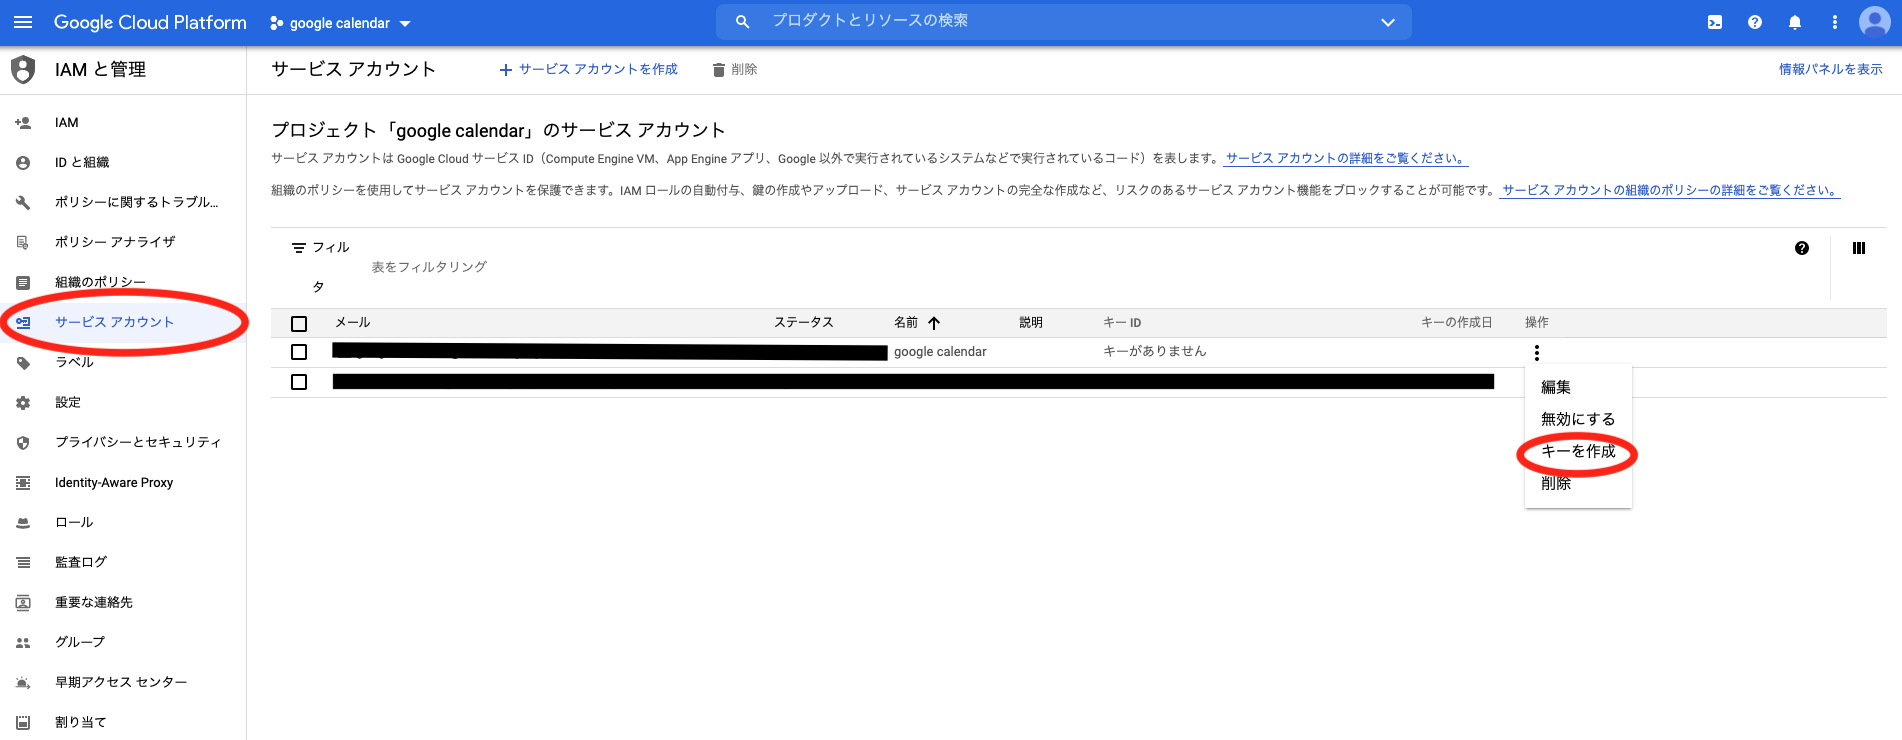 Google Cloud Platform
google calendar
プロダクトとリソースの検索
IAM と管理
サービス アカウント
サービス アカウントを作成
削除
情報パネルを表示
IAM
ID と組織
ポリシーに関するトラブル...
ポリシー アナライザ
組織のポリシー
サービス アカウント
ラベル
設定
プライバシーとセキュリティ
Identity-Aware Proxy
ロール
監査ログ
重要な連絡先
グループ
早期アクセス センター
割り当て
プロジェクト「google calendar」のサービス アカウント
サービス アカウントは Google Cloud サービス ID（Compute Engine VM、App Engine アプリ、Google 以外で実行されているシステムなどで実行されているコード）を表します。 サービス アカウントの詳細をご覧ください。
組織のポリシーを使用してサービス アカウントを保護できます。IAM ロールの自動付与、鍵の作成やアップロード、サービス アカウントの完全な作成など、リスクのあるサービス アカウント機能をブロックすることが可能です。 サービス アカウントの組織のポリシーの詳細をご覧ください。
フィル
タ
表をフィルタリング
メール ステータス 名前 説明 キー ID キーの作成日 操作
google calendar キーがありません
編集
無効にする
キーを作成
削除